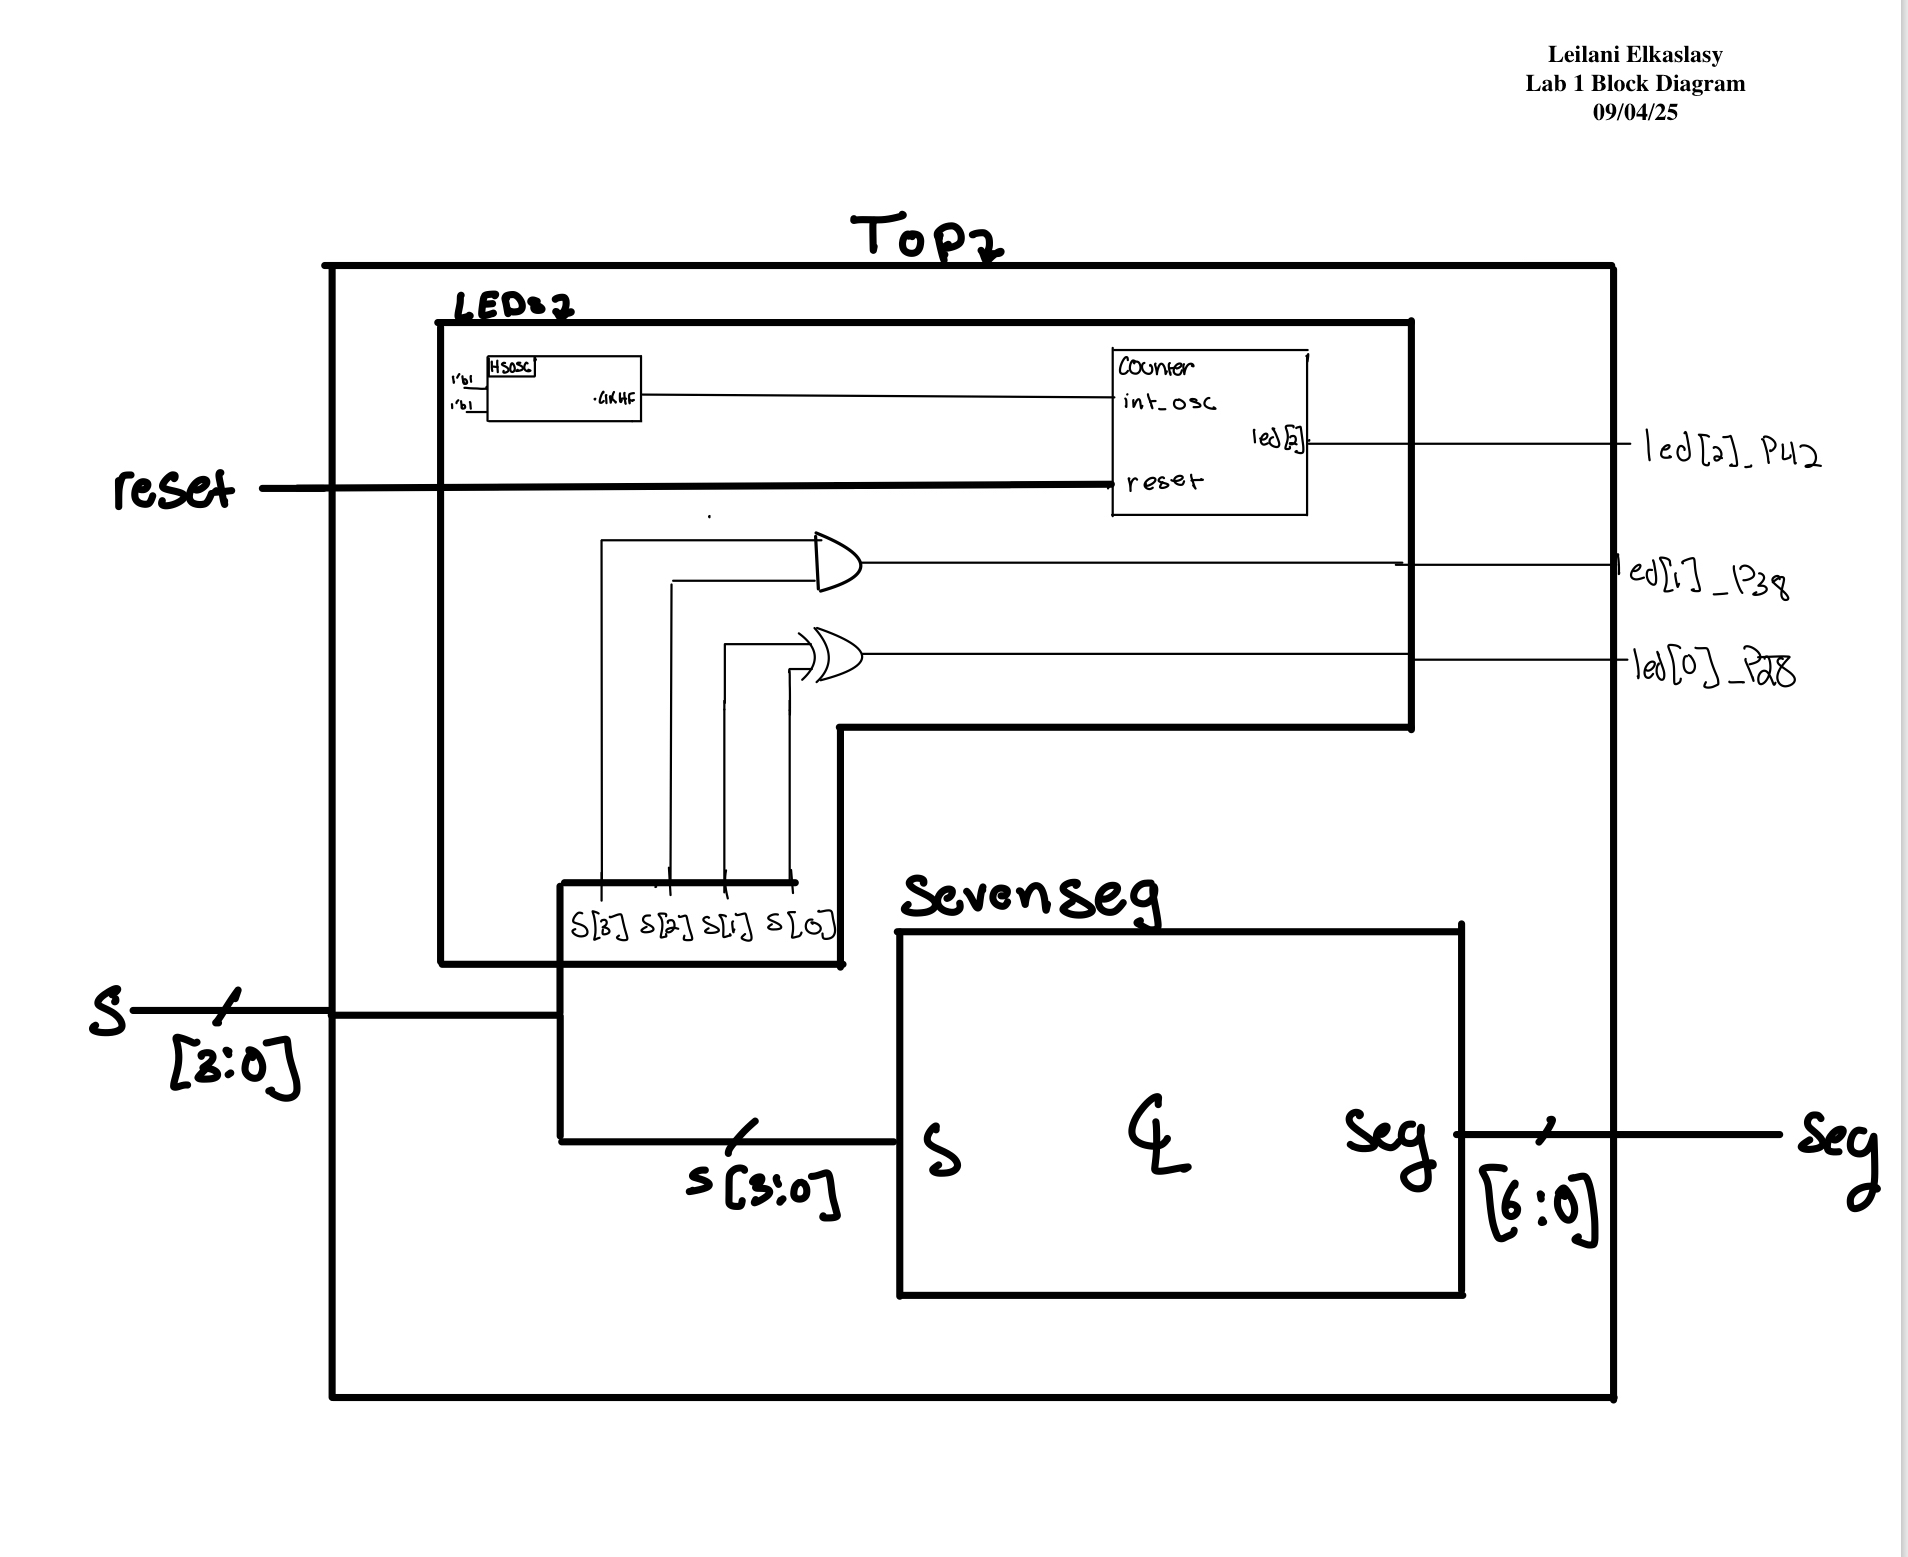 Leilani Elkaslasy
Lab 1 Block Diagram
09/04/25
Top2
LEDs2
HSOSC
1'b1
1'b1
.CLKHF
Counter
int_osc
led[2]
reset
led[2]_P42
reset
led[1]_P38
led[0]_P28
S[3] S[2] S[1] S[0]
Sevenseg
S
[3:0]
S
CL
Seg
S[3:0]
[6:0]
Seg